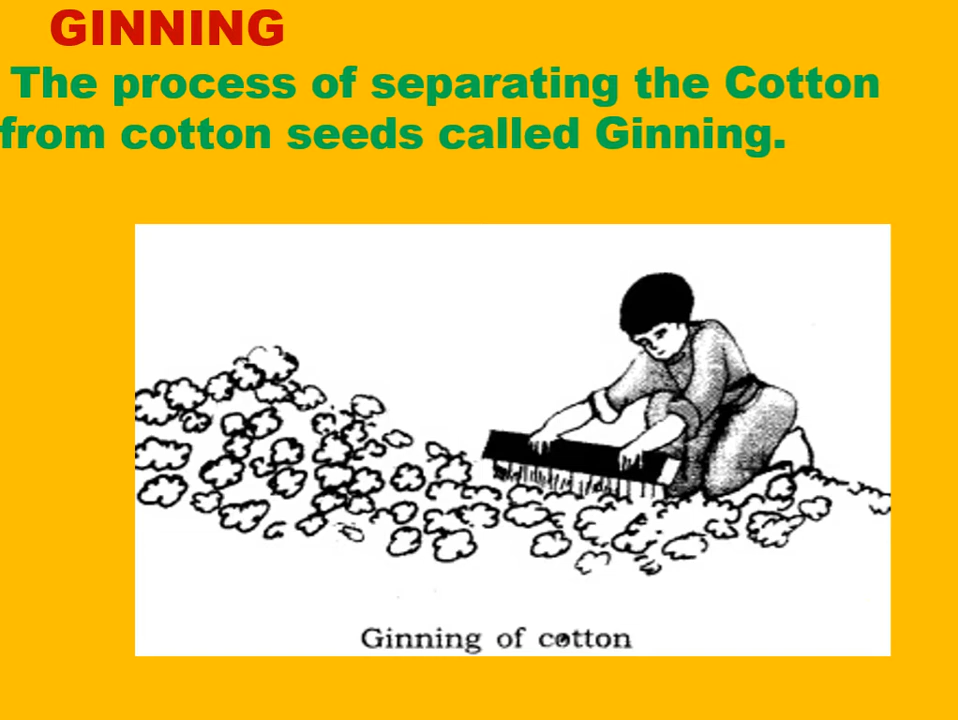 GINNING
The process of separating the Cotton
from cotton seeds called Ginning.
Ginning of cotton